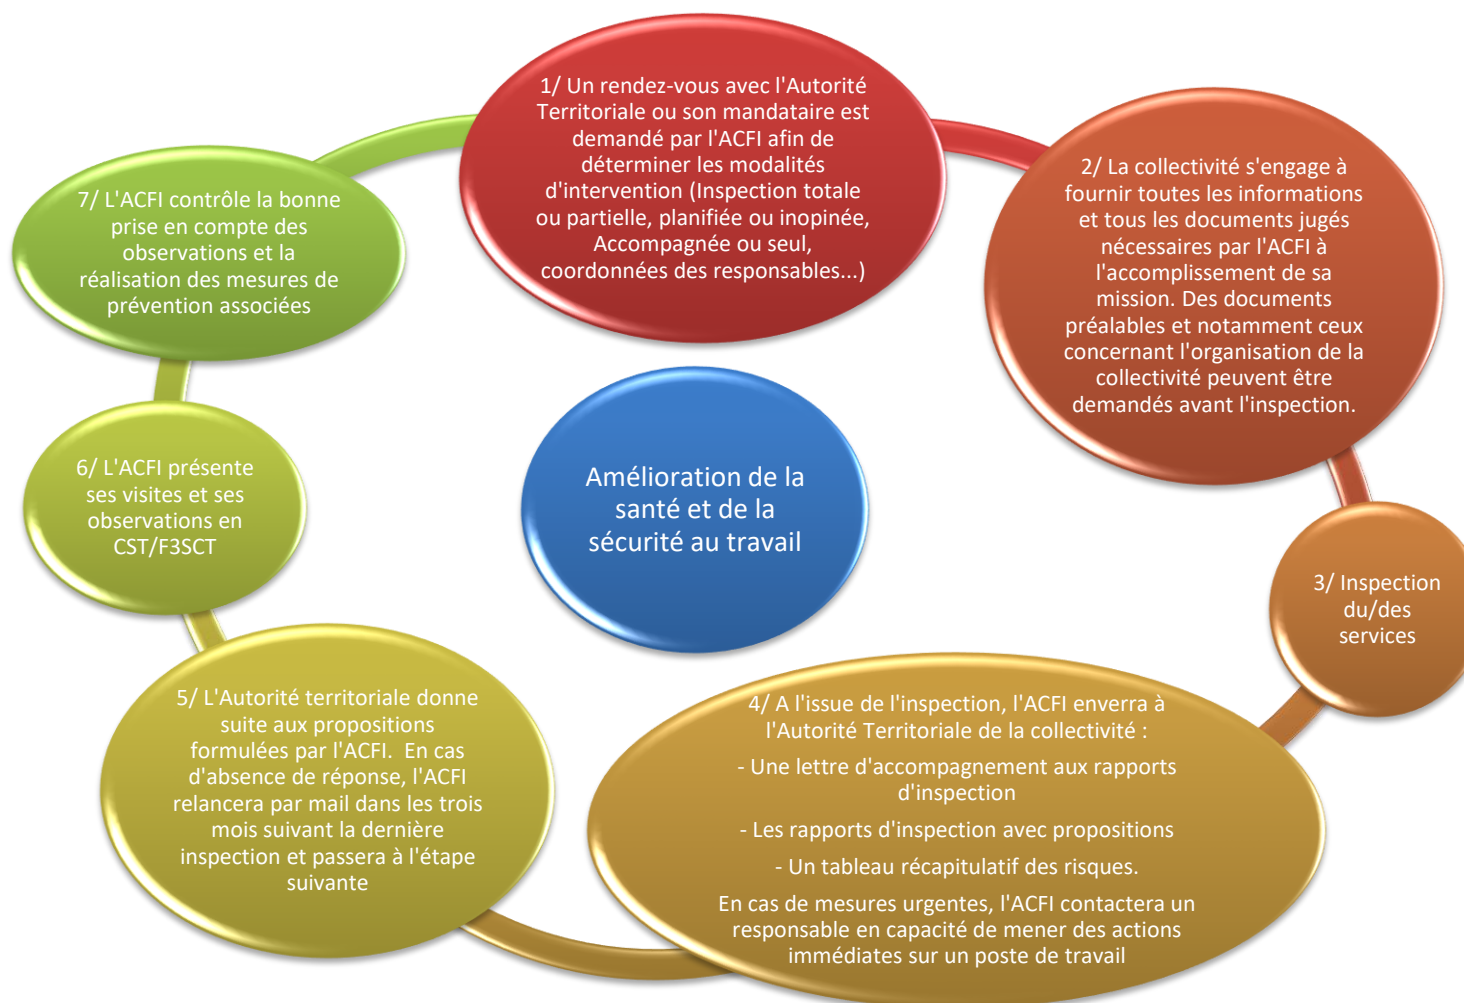 1/ Un rendez-vous avec l'Autorité
Territoriale ou son mandataire est
demandé par l'ACFI afin de
déterminer les modalités
d'intervention (Inspection totale
ou partielle, planifiée ou inopinée,
Accompagnée ou seul,
coordonnées des responsables...)
2/ La collectivité s'engage à
fournir toutes les informations
et tous les documents jugés
nécessaires par l'ACFI à
l'accomplissement de sa
mission. Des documents
préalables et notamment ceux
concernant l'organisation de la
collectivité peuvent être
demandés avant l'inspection.
3/ Inspection
du/des
services
4/ A l'issue de l'inspection, l'ACFI enverra à
l'Autorité Territoriale de la collectivité :
- Une lettre d'accompagnement aux rapports
d'inspection
- Les rapports d'inspection avec propositions
- Un tableau récapitulatif des risques.
En cas de mesures urgentes, l'ACFI contactera un
responsable en capacité de mener des actions
immédiates sur un poste de travail
5/ L'Autorité territoriale donne
suite aux propositions
formulées par l'ACFI.  En cas
d'absence de réponse, l'ACFI
relancera par mail dans les trois
mois suivant la dernière
inspection et passera à l'étape
suivante
6/ L'ACFI présente
ses visites et ses
observations en
CST/F3SCT
7/ L'ACFI contrôle la bonne
prise en compte des
observations et la
réalisation des mesures de
prévention associées
Amélioration de la
santé et de la
sécurité au travail